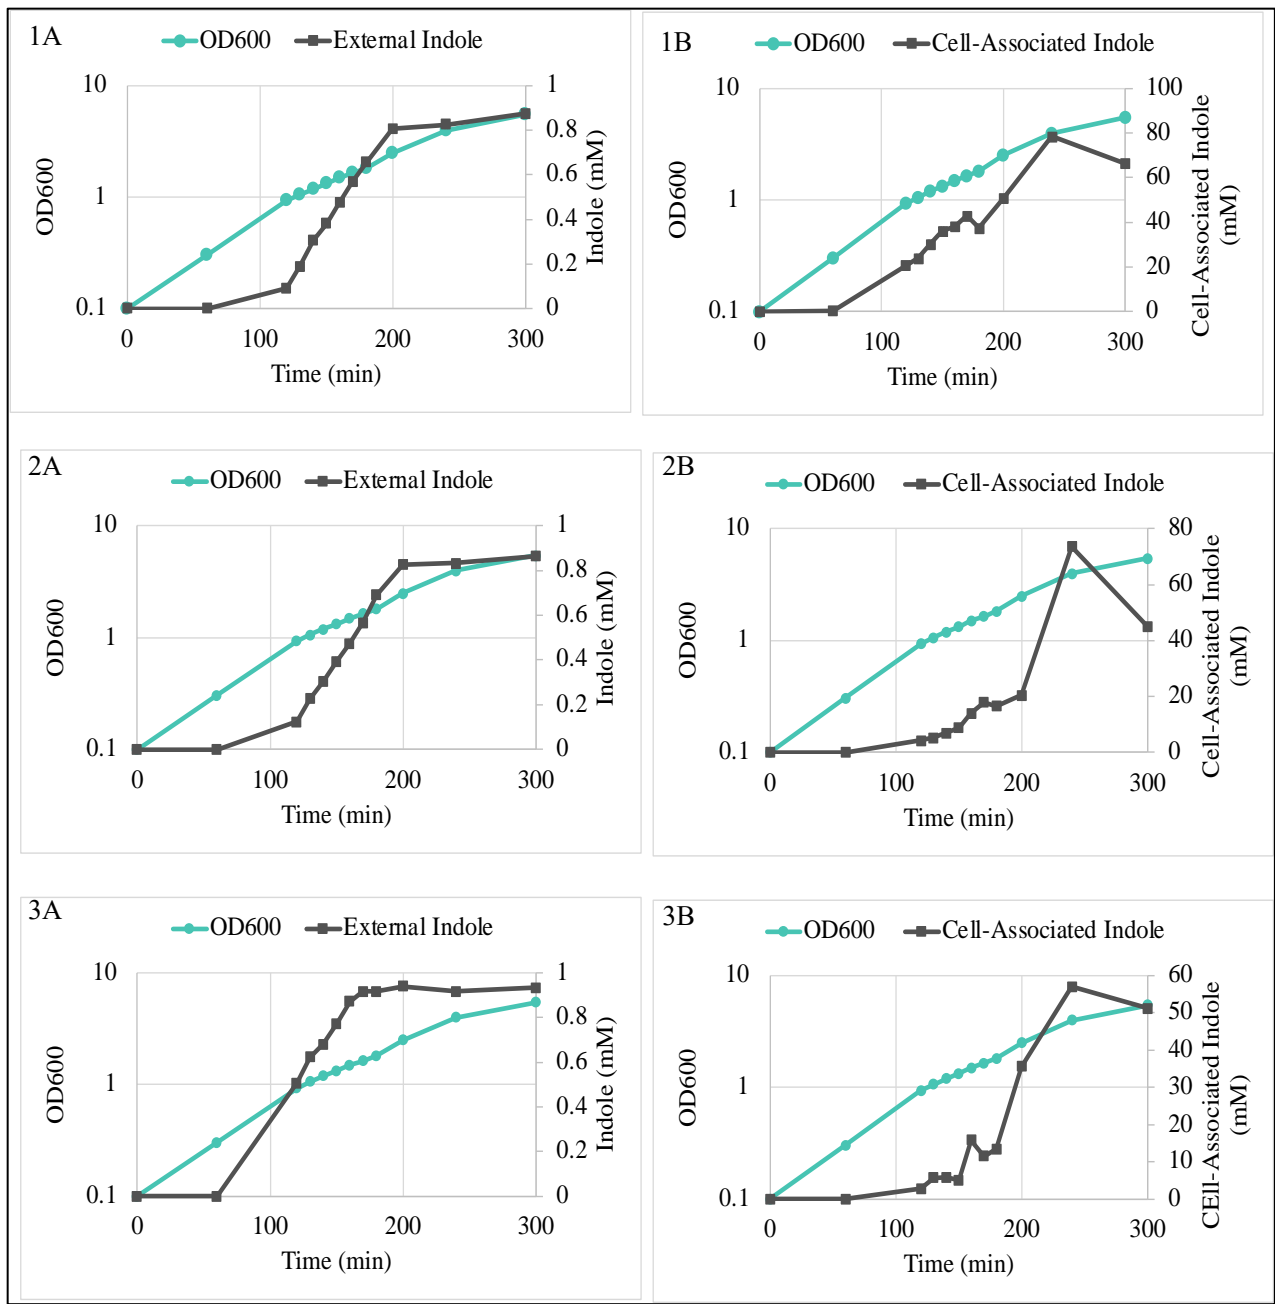 1A
OD600 External Indole
10
1
0.1
1
0.8
0.6
0.4
0.2
0
0 100 200 300
OD600
Indole (mM)
Time (min)
1B
OD600 Cell-Associated Indole
10
1
0.1
100
80
60
40
20
0
0 100 200 300
OD600
Cell-Associated Indole
(mM)
Time (min)
2A
OD600 External Indole
10
1
0.1
1
0.8
0.6
0.4
0.2
0
0 100 200 300
OD600
Indole (mM)
Time (min)
2B
OD600 Cell-Associated Indole
10
1
0.1
80
60
40
20
0
0 100 200 300
OD600
Cell-Associated Indole
(mM)
Time (min)
3A
OD600 External Indole
10
1
0.1
1
0.8
0.6
0.4
0.2
0
0 100 200 300
OD600
Indole (mM)
Time (min)
3B
OD600 Cell-Associated Indole
10
1
0.1
60
50
40
30
20
10
0
0 100 200 300
OD600
CEll-Associated Indole
(mM)
Time (min)